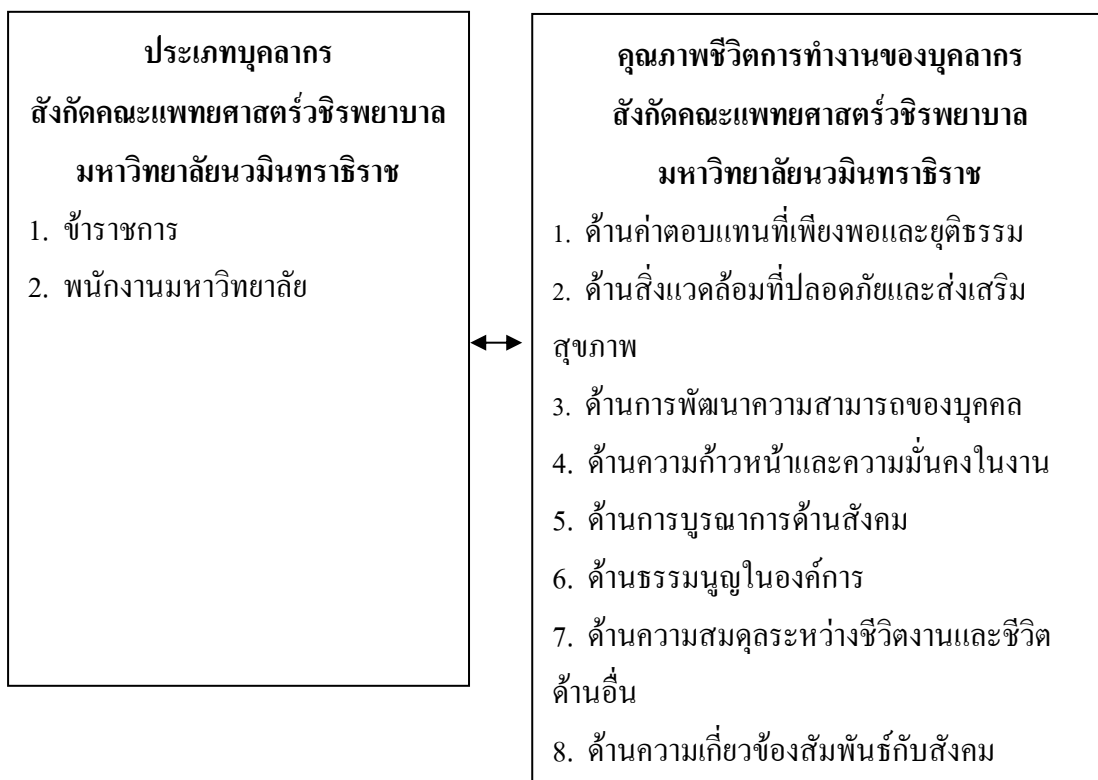 ประเภทบุคลากร
สังกัดคณะแพทยศาสตร์วชิรพยาบาล
มหาวิทยาลัยนวมินทราธิราช
1. ข้าราชการ
2. พนักงานมหาวิทยาลัย
คุณภาพชีวิตการทำงานของบุคลากร
สังกัดคณะแพทยศาสตร์วชิรพยาบาล
มหาวิทยาลัยนวมินทราธิราช
1. ด้านค่าตอบแทนที่เพียงพอและยุติธรรม
2. ด้านสิ่งแวดล้อมที่ปลอดภัยและส่งเสริม
สุขภาพ
3. ด้านการพัฒนาความสามารถของบุคคล
4. ด้านความก้าวหน้าและความมั่นคงในงาน
5. ด้านการบูรณาการด้านสังคม
6. ด้านธรรมนูญในองค์การ
7. ด้านความสมดุลระหว่างชีวิตงานและชีวิต
ด้านอื่น
8. ด้านความเกี่ยวข้องสัมพันธ์กับสังคม